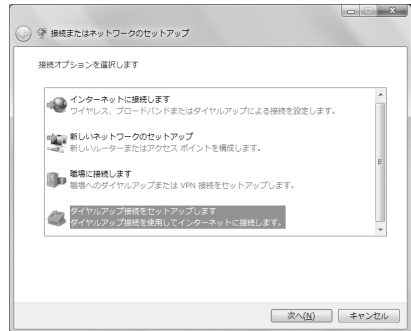 接続またはネットワークのセットアップ
接続オプションを選択します
インターネットに接続します
ワイヤレス、ブロードバンドまたはダイヤルアップによる接続を設定します。
新しいネットワークのセットアップ
新しいルーターまたはアクセス ポイントを構成します。
職場に接続します
職場へのダイヤルアップまたは VPN 接続をセットアップします。
ダイヤルアップ接続をセットアップします
ダイヤルアップ接続を使用してインターネットに接続します。
次へ(N)
キャンセル